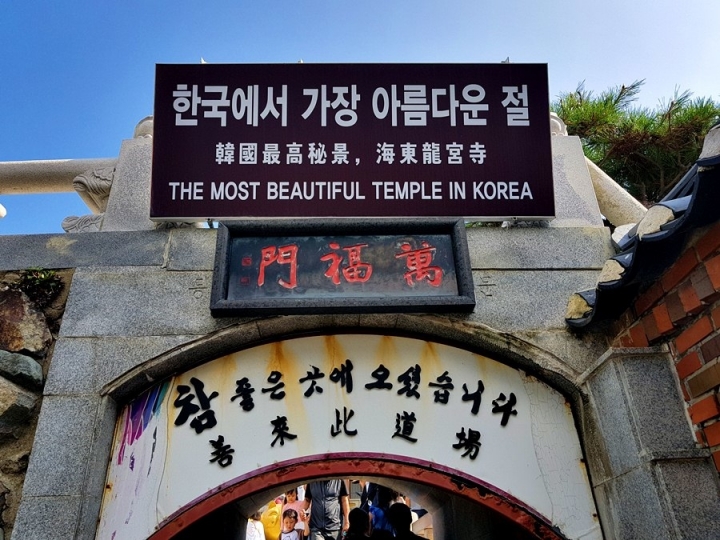 한국에서 가장 아름다운 절
韓國最高秘景，海東龍宮寺
THE MOST BEAUTIFUL TEMPLE IN KOREA
門福萬
참 좋은 곳에 오셨습니다
善來此道場